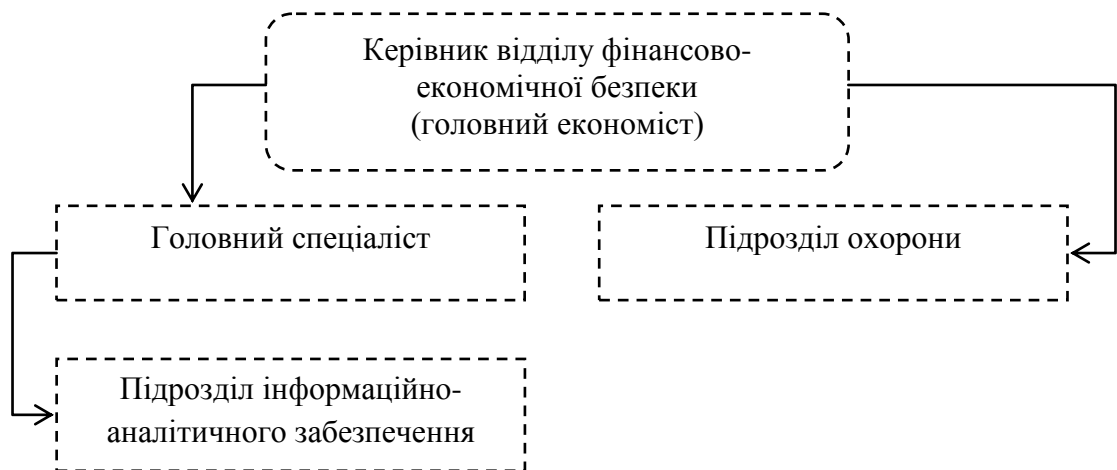 Керівник відділу фінансово-
економічної безпеки
(головний економіст)
Головний спеціаліст
Підрозділ охорони
Підрозділ інформаційно-
аналітичного забезпечення